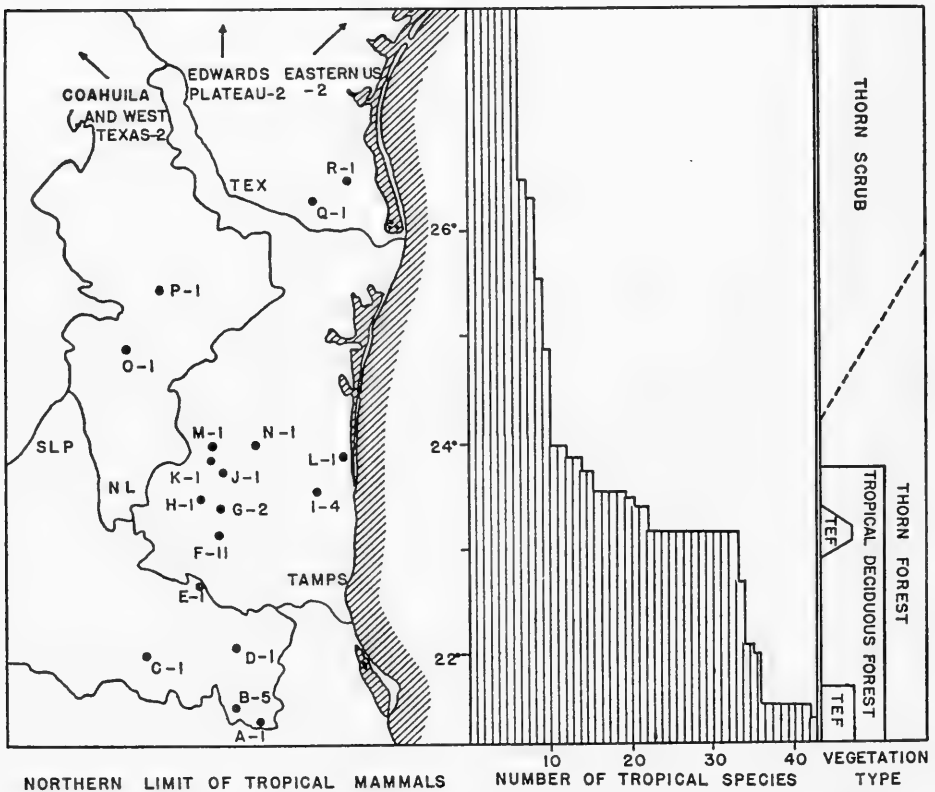 COAHUILA
AND WEST
TEXAS-2
EDWARDS
PLATEAU-2
EASTERN US
-2
R-1
Q-1
TEX
P-1
O-1
SLP
NL
M-1
N-1
K-1
J-1
L-1
H-1
G-2
I-4
F-11
TAMPS
E-1
C-1
D-1
B-5
A-1
NORTHERN LIMIT OF TROPICAL MAMMALS
26°
24°
22°
10
20
30
40
NUMBER OF TROPICAL SPECIES
THORN SCRUB
THORN FOREST
TROPICAL DECIDUOUS FOREST
TEF
TEF
VEGETATION
TYPE